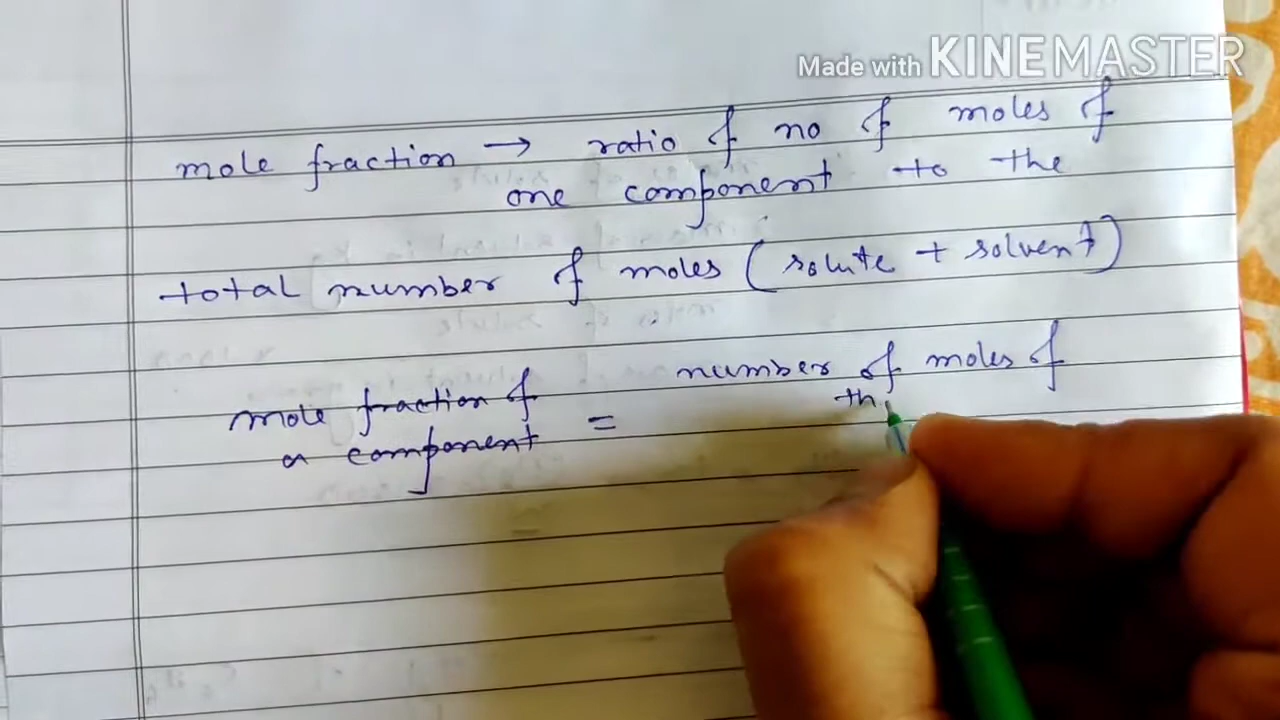 Made with KINEMASTER
mole fraction → ratio of no of moles of
one component to the
total number of moles (solute + solvent)
mole fraction of
a component =
number of moles of
th